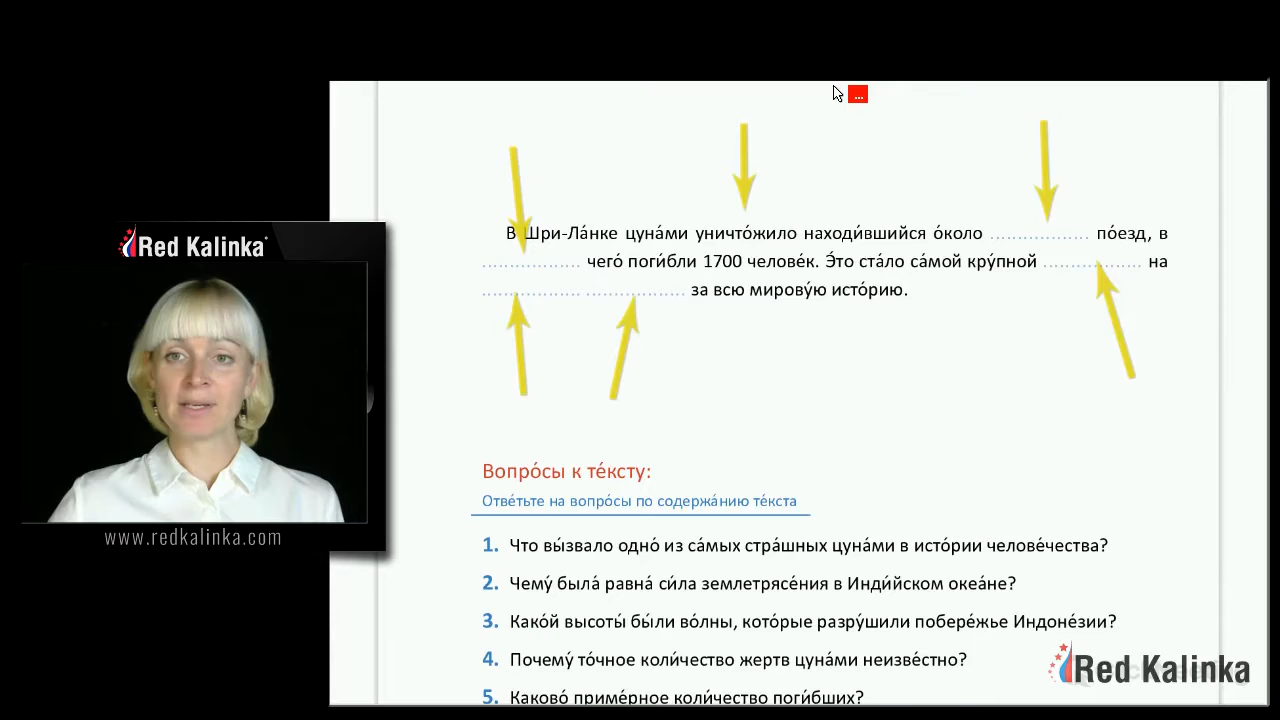 Red Kalinka
www.redkalinka.com
...
В Шри-Ла́нке цуна́ми уничто́жило находи́вшийся о́коло .................. по́езд, в
.................. чего́ поги́бли 1700 челове́к. Э́то ста́ло са́мой кру́пной .................. на
.................. .................. за всю мирову́ю исто́рию.
Вопро́сы к те́ксту:
Отве́тьте на вопро́сы по содержа́нию те́кста
1. Что вы́звало одно́ из са́мых стра́шных цуна́ми в исто́рии челове́чества?
2. Чему́ была́ равна́ си́ла землетрясе́ния в Инди́йском океа́не?
3. Како́й высоты́ бы́ли во́лны, кото́рые разру́шили побере́жье Индоне́зии?
4. Почему́ то́чное коли́чество жертв цуна́ми неизве́стно?
5. Каково́ приме́рное коли́чество поги́бших?
Red Kalinka